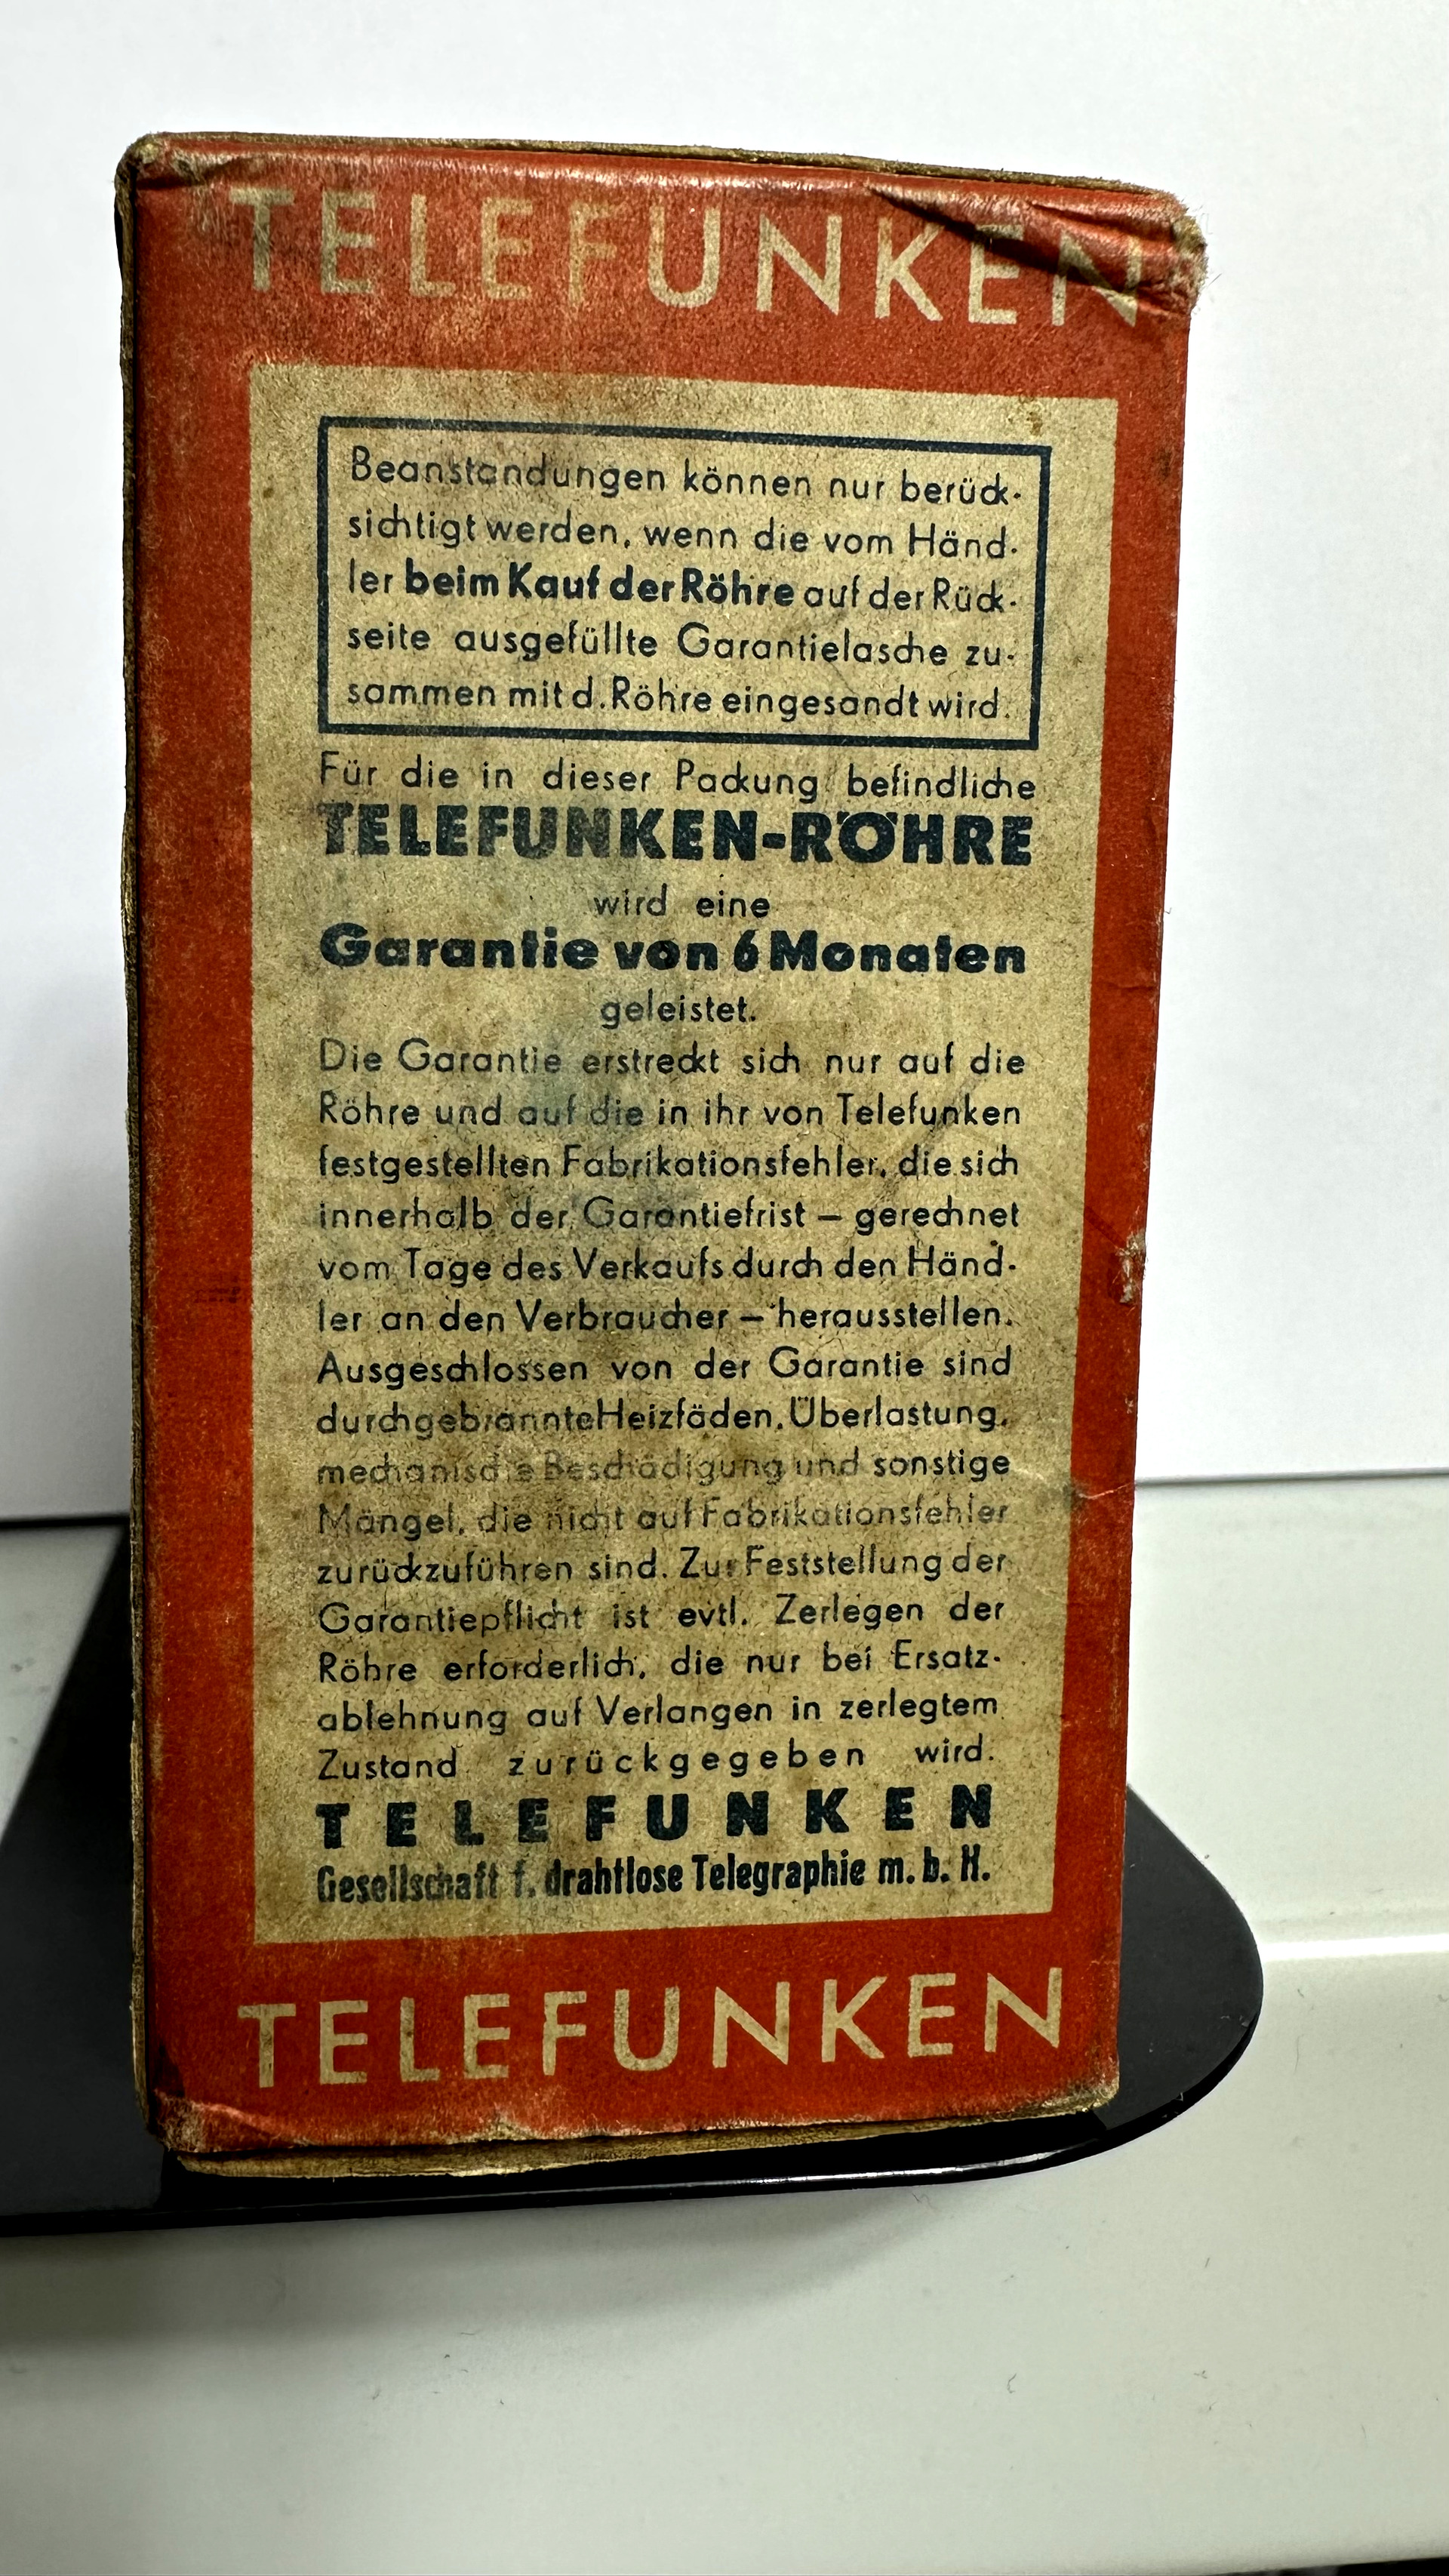 TELEFUNKEN
Beanstandungen können nur berück-
sichtigt werden, wenn die vom Händ-
ler beim Kauf der Röhre auf der Rück-
seite ausgefüllte Garantielasche zu-
sammen mit d. Röhre eingesandt wird.
Für die in dieser Packung befindliche
TELEFUNKEN-RÖHRE
wird eine
Garantie von 6 Monaten
geleistet.
Die Garantie erstreckt sich nur auf die
Röhre und auf die in ihr von Telefunken
festgestellten Fabrikationsfehler, die sich
innerhalb der Garantiefrist – gerechnet
vom Tage des Verkaufs durch den Händ-
ler an den Verbraucher – herausstellen.
Ausgeschlossen von der Garantie sind
durchgebrannte Heizfäden, Überlastung,
mechanische Beschädigung und sonstige
Mängel, die nicht auf Fabrikationsfehler
zurückzuführen sind. Zur Feststellung der
Garantiepflicht ist evtl. Zerlegen der
Röhre erforderlich, die nur bei Ersatz-
ablehnung auf Verlangen in zerlegtem
Zustand zurückgegeben wird.
TELEFUNKEN
Gesellschaft f. drahtlose Telegraphie m. b. H.
TELEFUNKEN